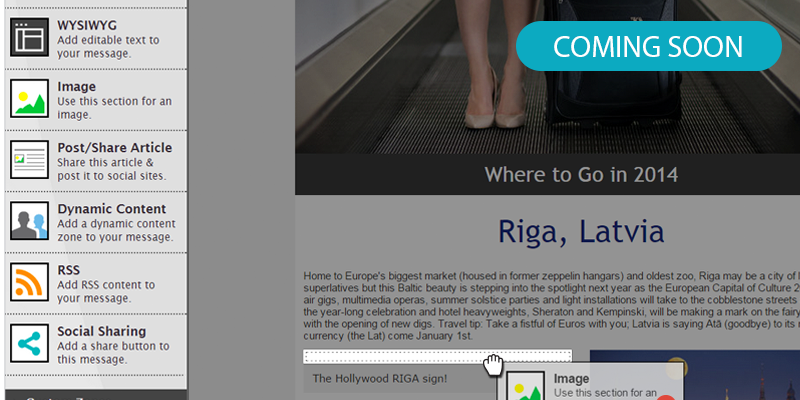 WYSIWYG
Add editable text to
your message.
Image
Use this section for an
image.
Post/Share Article
Share this article &
post it to social sites.
Dynamic Content
Add a dynamic content
zone to your message.
RSS
Add RSS content to
your message.
Social Sharing
Add a share button to
this message.
COMING SOON
Where to Go in 2014
Riga, Latvia
Home to Europe's biggest market (housed in former zeppelin hangars) and oldest zoo, Riga may be a city of
superlatives but this Baltic beauty is stepping into the spotlight next year as the European Capital of Culture
air gigs, multimedia operas, summer solstice parties and light installations will take to the cobblestone streets
the year-long celebration and hotel heavyweights, Sheraton and Kempinski, will be making a mark on the
with the opening of new digs. Travel tip: Take a fistful of Euros with you; Latvia is saying Atā (goodbye) to its
currency (the Lat) come January 1st.
The Hollywood RIGA sign!
Image
Use this section for an